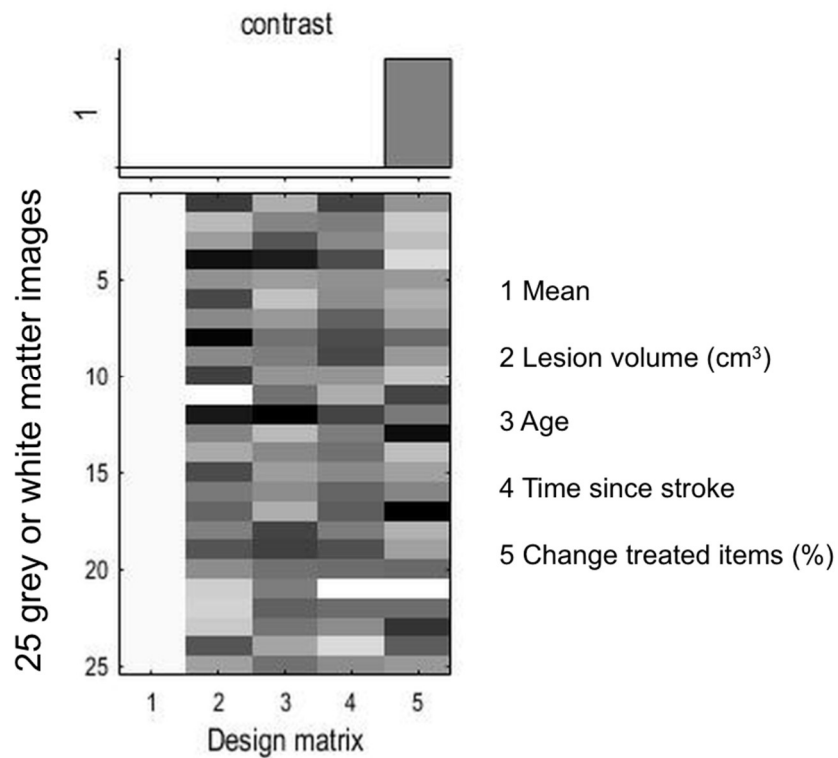 contrast
1
25 grey or white matter images
5
10
15
20
25
1 2 3 4 5
Design matrix
1 Mean
2 Lesion volume (cm³)
3 Age
4 Time since stroke
5 Change treated items (%)